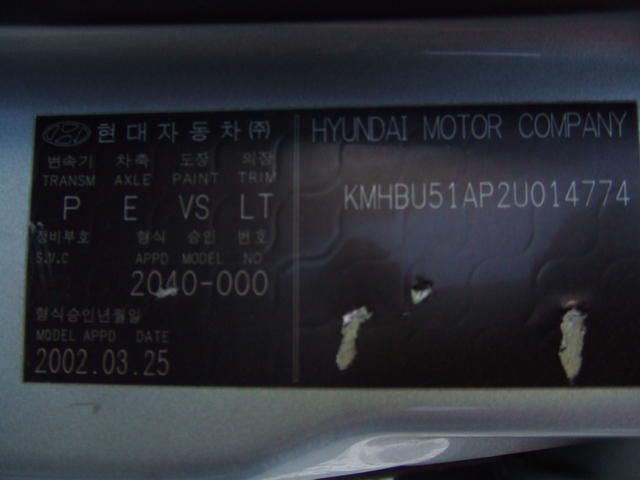 현대자동차(주) HYUNDAI MOTOR COMPANY
변속기 차축 도장 의장
TRANSM AXLE PAINT TRIM
P E VS LT
KMHBU51AP2U014774
장비부호 형식 승인 번호
S.V.C APPD MODEL NO
2040-000
형식승인년월일
MODEL APPD DATE
2002.03.25